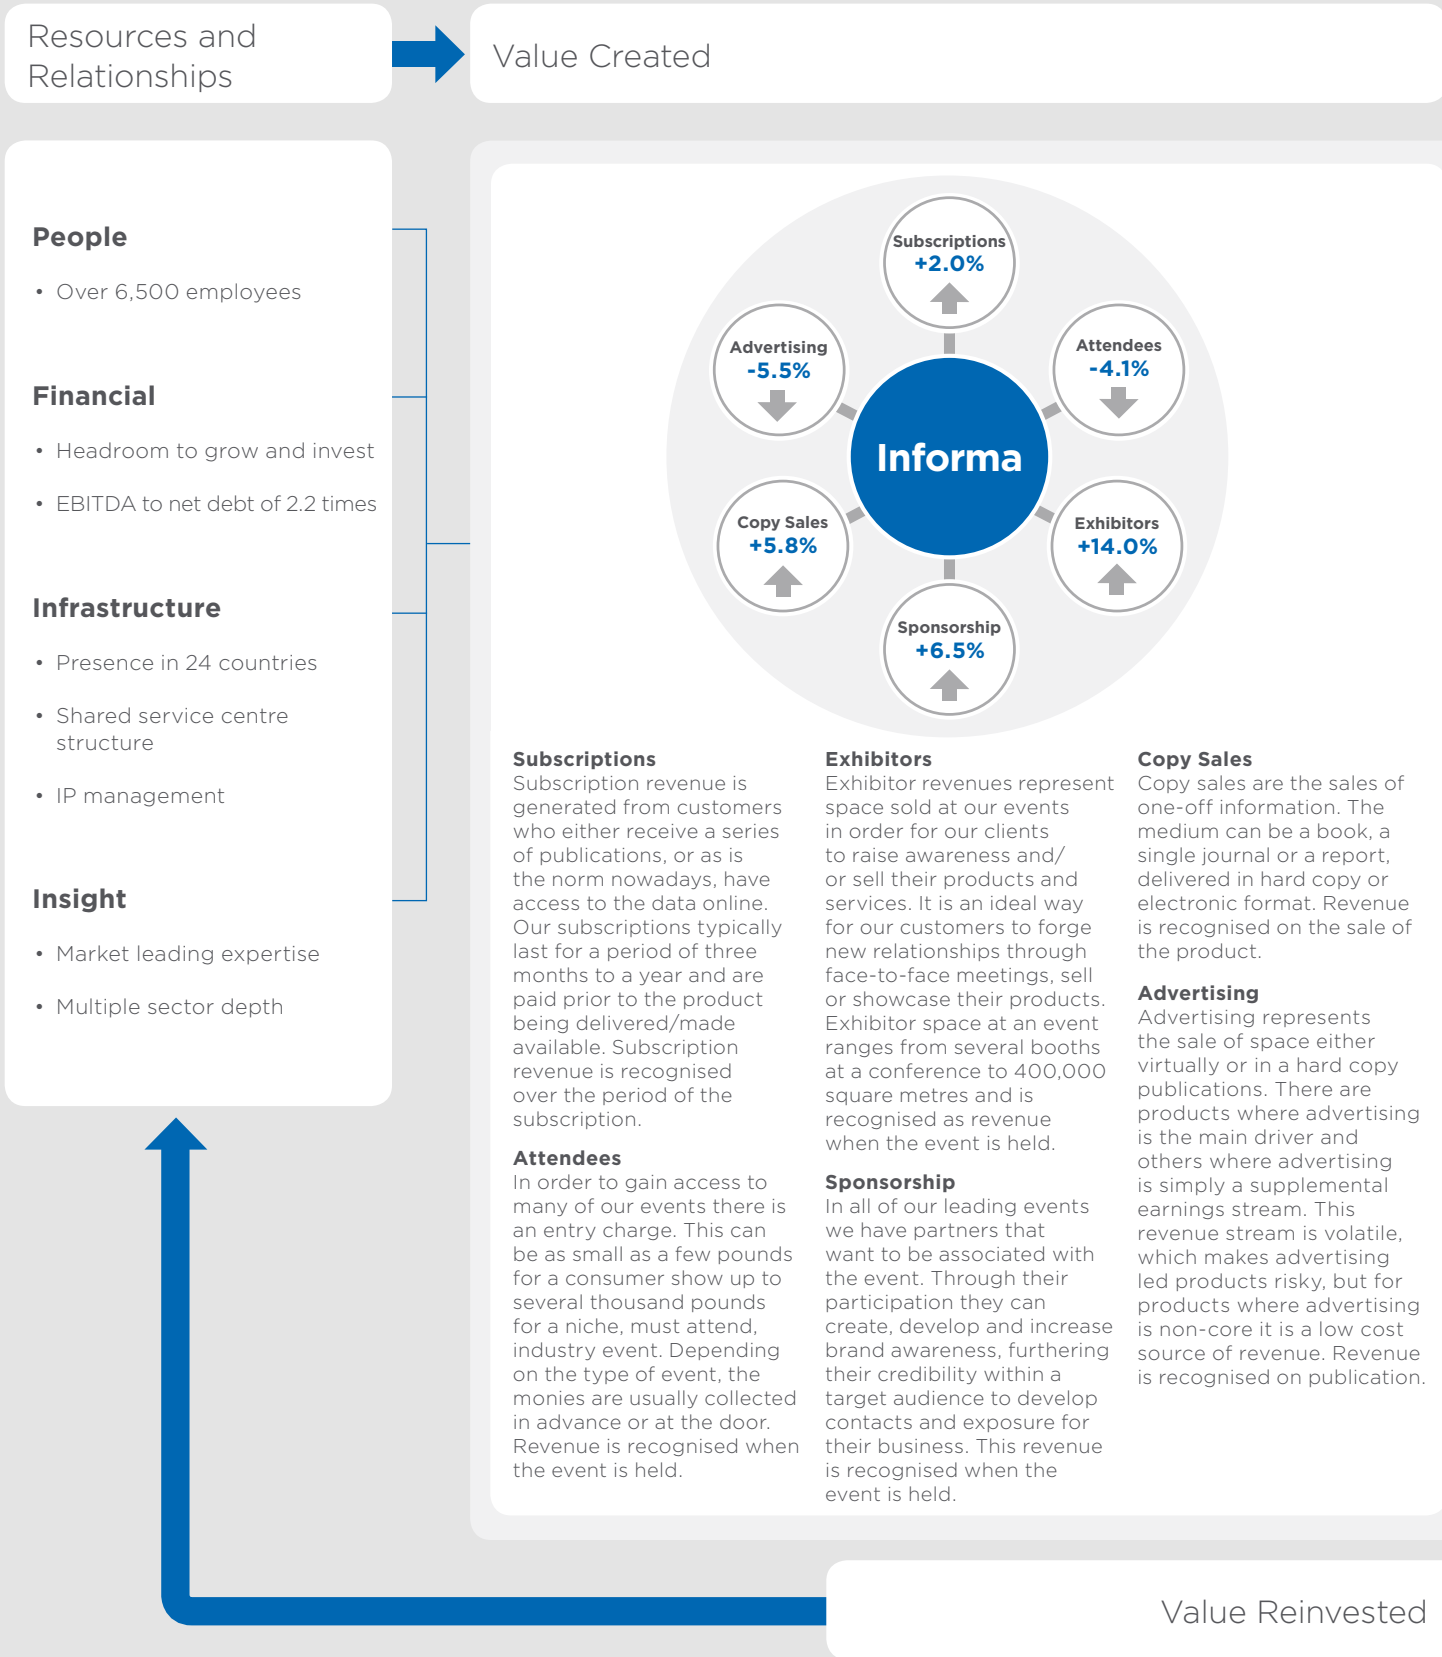 Resources and
Relationships
Value Created
People
• Over 6,500 employees
Financial
• Headroom to grow and invest
• EBITDA to net debt of 2.2 times
Infrastructure
• Presence in 24 countries
• Shared service centre
structure
• IP management
Insight
• Market leading expertise
• Multiple sector depth
Subscriptions
+2.0%
Advertising
-5.5%
Attendees
-4.1%
Informa
Copy Sales
+5.8%
Exhibitors
+14.0%
Sponsorship
+6.5%
Subscriptions
Subscription revenue is
generated from customers
who either receive a series
of publications, or as is
the norm nowadays, have
access to the data online.
Our subscriptions typically
last for a period of three
months to a year and are
paid prior to the product
being delivered/made
available. Subscription
revenue is recognised
over the period of the
subscription.
Attendees
In order to gain access to
many of our events there is
an entry charge. This can
be as small as a few pounds
for a consumer show up to
several thousand pounds
for a niche, must attend,
industry event. Depending
on the type of event, the
monies are usually collected
in advance or at the door.
Revenue is recognised when
the event is held.
Exhibitors
Exhibitor revenues represent
space sold at our events
in order for our clients
to raise awareness and/
or sell their products and
services. It is an ideal way
for our customers to forge
new relationships through
face-to-face meetings, sell
or showcase their products.
Exhibitor space at an event
ranges from several booths
at a conference to 400,000
square metres and is
recognised as revenue
when the event is held.
Sponsorship
In all of our leading events
we have partners that
want to be associated with
the event. Through their
participation they can
create, develop and increase
brand awareness, furthering
their credibility within a
target audience to develop
contacts and exposure for
their business. This revenue
is recognised when the
event is held.
Copy Sales
Copy sales are the sales of
one-off information. The
medium can be a book, a
single journal or a report,
delivered in hard copy or
electronic format. Revenue
is recognised on the sale of
the product.
Advertising
Advertising represents
the sale of space either
virtually or in a hard copy
publications. There are
products where advertising
is the main driver and
others where advertising
is simply a supplemental
earnings stream. This
revenue stream is volatile,
which makes advertising
led products risky, but for
products where advertising
is non-core it is a low cost
source of revenue. Revenue
is recognised on publication.
Value Reinvested